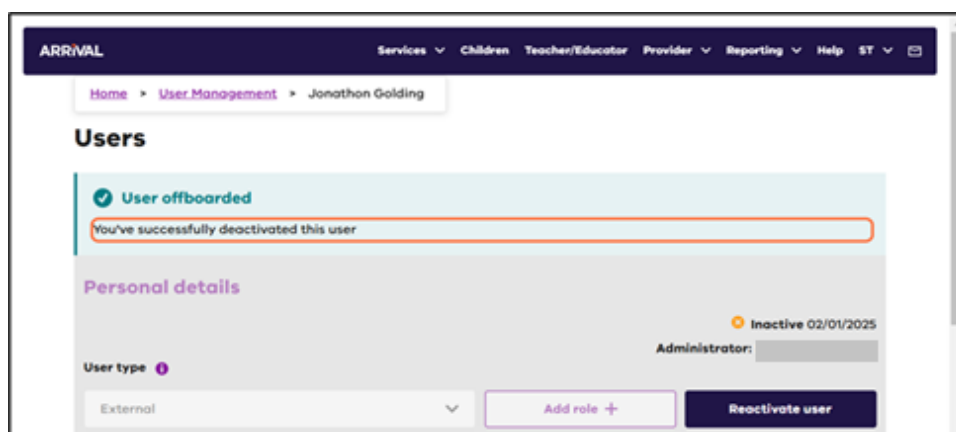 ARRIVAL Services Children Teacher/Educator Provider Reporting Help ST
Home > User Management > Jonathon Golding
Users
User offboarded
You've successfully deactivated this user
Personal details
Inactive 02/01/2025
Administrator:
User type
External Add role + Reactivate user